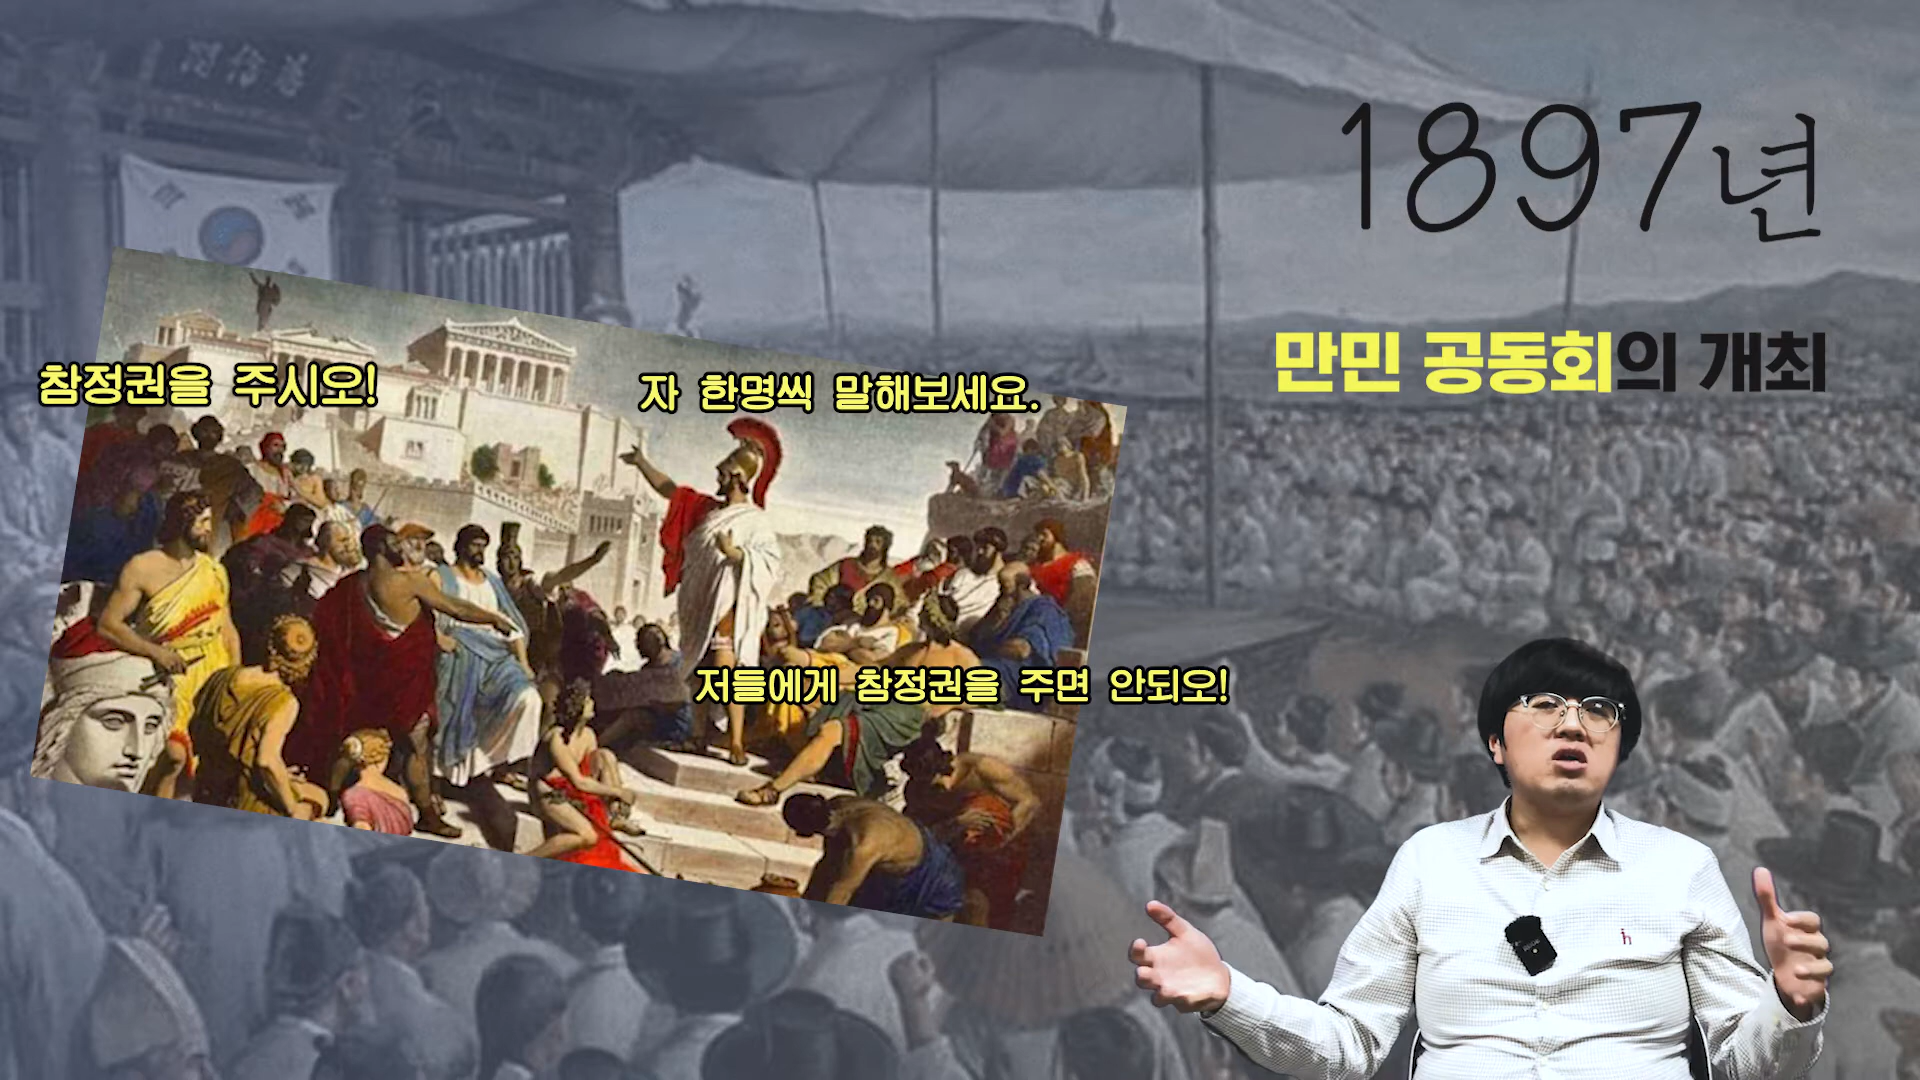 1897년
만민 공동회의 개최
참정권을 주시오!
자 한명씩 말해보세요.
저들에게 참정권을 주면 안되오!